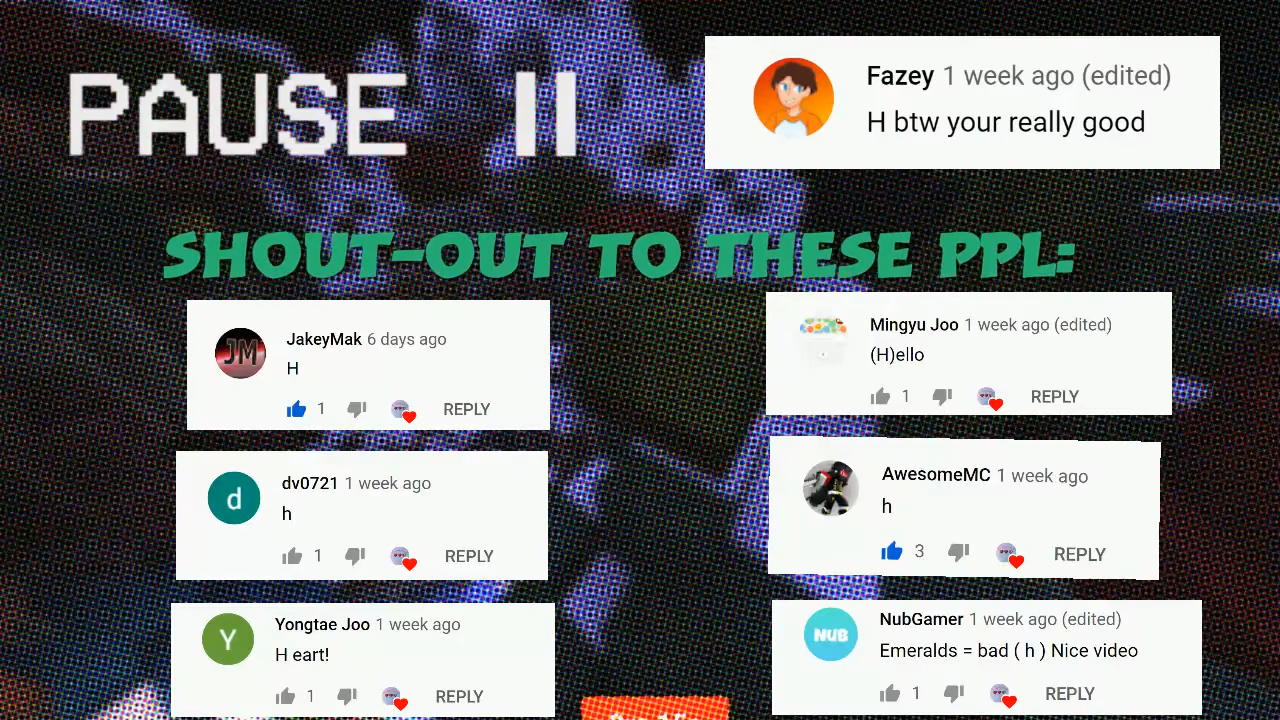 PAUSE
Fazey 1 week ago (edited)
H btw your really good
SHOUT-OUT TO THESE PPL:
JM
JakeyMak 6 days ago
H
1 REPLY
Mingyu Joo 1 week ago (edited)
(H)ello
1 REPLY
d
dv0721 1 week ago
h
1 REPLY
AwesomeMC 1 week ago
h
3 REPLY
Y
Yongtae Joo 1 week ago
H eart!
1 REPLY
NUB
NubGamer 1 week ago (edited)
Emeralds = bad ( h ) Nice video
1 REPLY